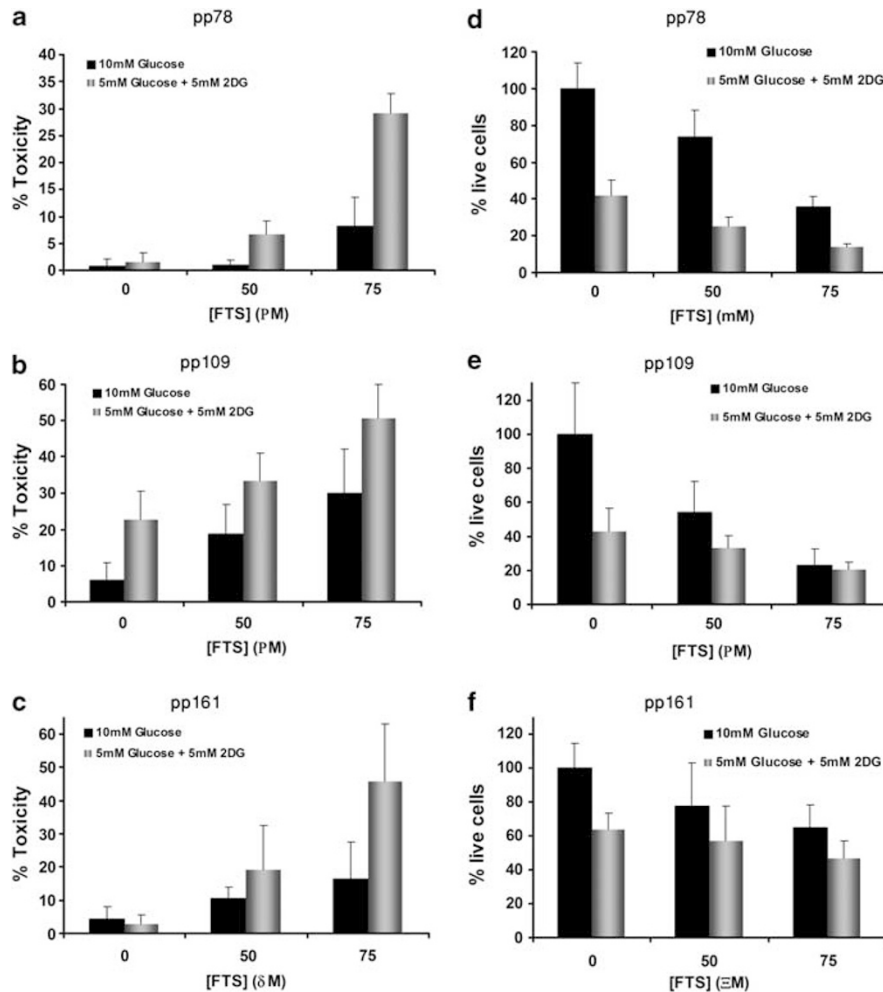 a
pp78
10mM Glucose
5mM Glucose + 5mM 2DG
% Toxicity
40
35
30
25
20
15
10
5
0
0 50 75
[FTS] (PM)
d
pp78
10mM Glucose
5mM Glucose + 5mM 2DG
% live cells
120
100
80
60
40
20
0
0 50 75
[FTS] (mM)
b
pp109
10mM Glucose
5mM Glucose + 5mM 2DG
% Toxicity
60
50
40
30
20
10
0
0 50 75
[FTS] (PM)
e
pp109
10mM Glucose
5mM Glucose + 5mM 2DG
% live cells
120
100
80
60
40
20
0
0 50 75
[FTS] (PM)
c
pp161
10mM Glucose
5mM Glucose + 5mM 2DG
% Toxicity
60
50
40
30
20
10
0
0 50 75
[FTS] (δM)
f
pp161
10mM Glucose
5mM Glucose + 5mM 2DG
% live cells
120
100
80
60
40
20
0
0 50 75
[FTS] (ΞM)